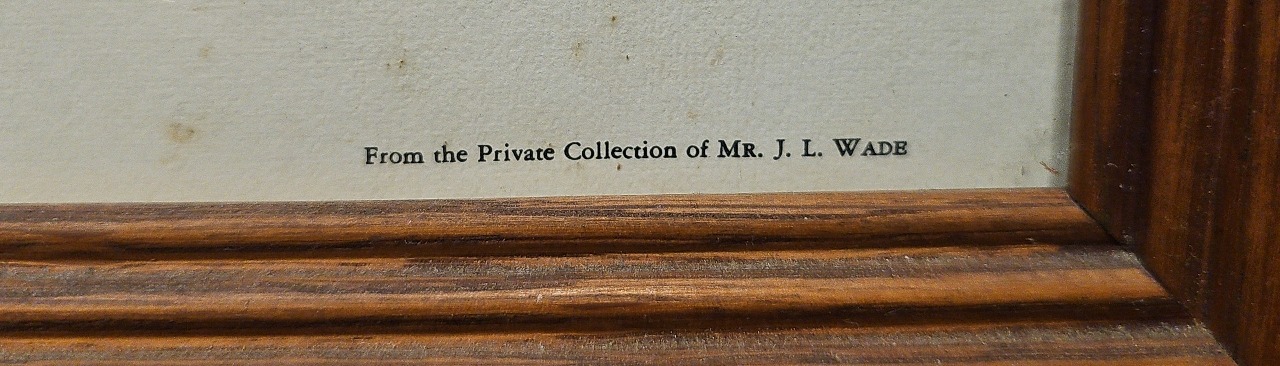 From the Private Collection of MR. J. L. WADE